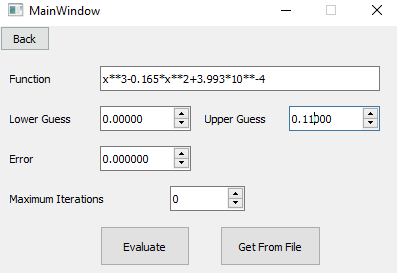 MainWindow
Back
Function x**3-0.165*x**2+3.993*10**-4
Lower Guess 0.00000 Upper Guess 0.11000
Error 0.000000
Maximum Iterations 0
Evaluate Get From File